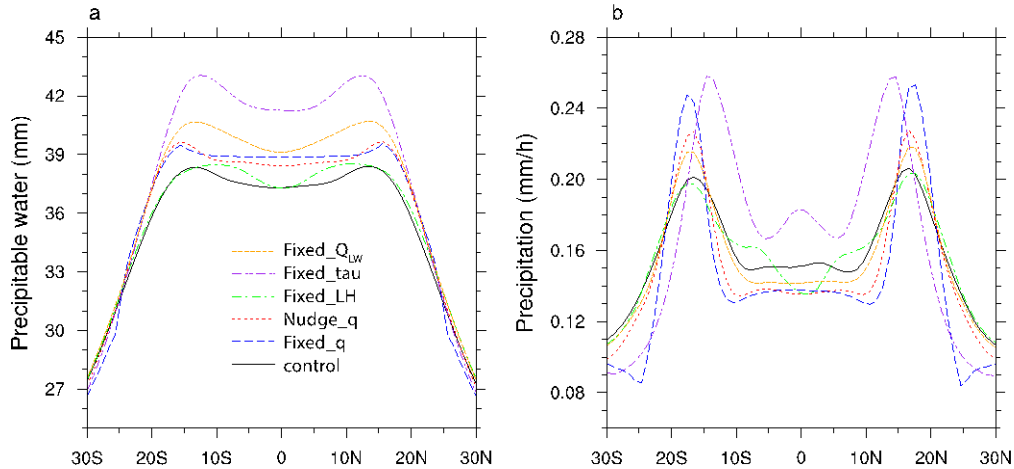 a
Precipitable water (mm)
45
42
39
36
33
30
27
30S 20S 10S 0 10N 20N 30N
Fixed_QLW
Fixed_tau
Fixed_LH
Nudge_q
Fixed_q
control
b
Precipitation (mm/h)
0.28
0.24
0.20
0.16
0.12
0.08
30S 20S 10S 0 10N 20N 30N